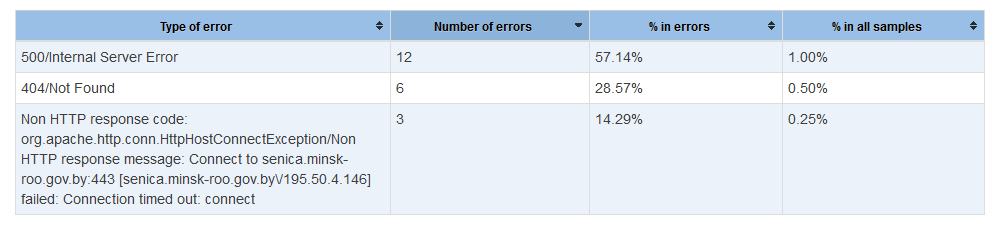 Type of error Number of errors % in errors % in all samples
500/Internal Server Error 12 57.14% 1.00%
404/Not Found 6 28.57% 0.50%
Non HTTP response code: 3 14.29% 0.25%
org.apache.http.conn.HttpHostConnectException/Non
HTTP response message: Connect to senica.minsk-
roo.gov.by:443 [senica.minsk-roo.gov.by\/195.50.4.146]
failed: Connection timed out: connect